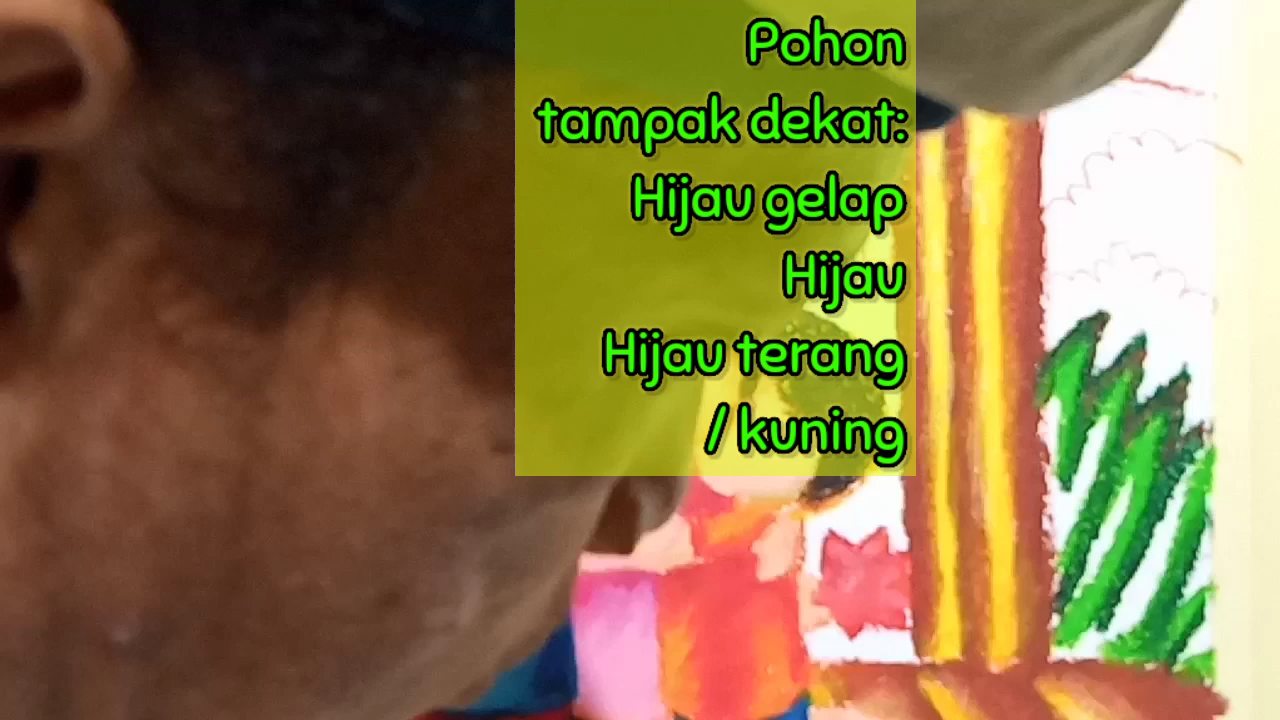 Pohon
tampak dekat:
Hijau gelap
Hijau
Hijau terang
/ kuning